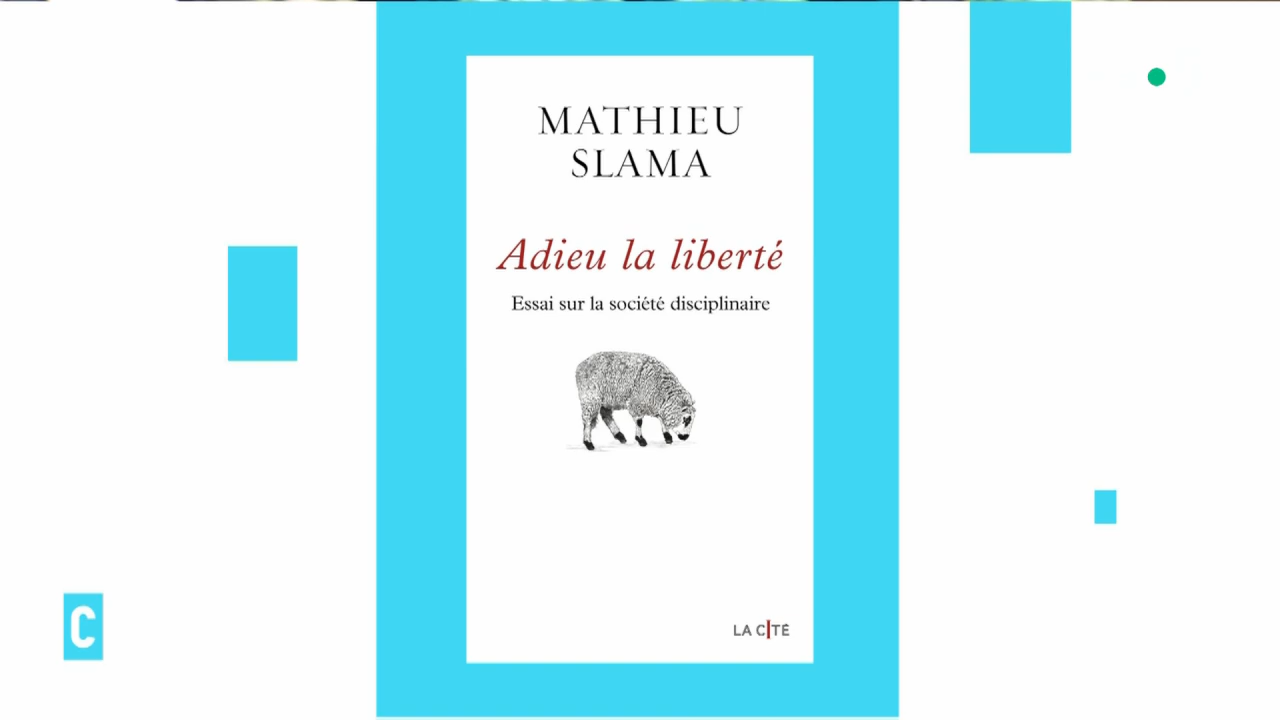 MATHIEU
SLAMA
Adieu la liberté
Essai sur la société disciplinaire
LA CITÉ
C